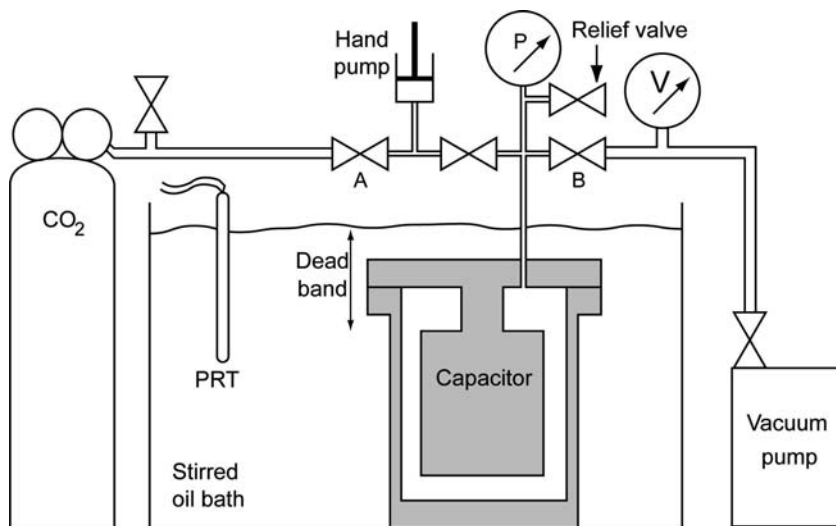 Hand
pump
P
Relief valve
V
A
B
CO₂
Dead
band
PRT
Capacitor
Stirred
oil bath
Vacuum
pump